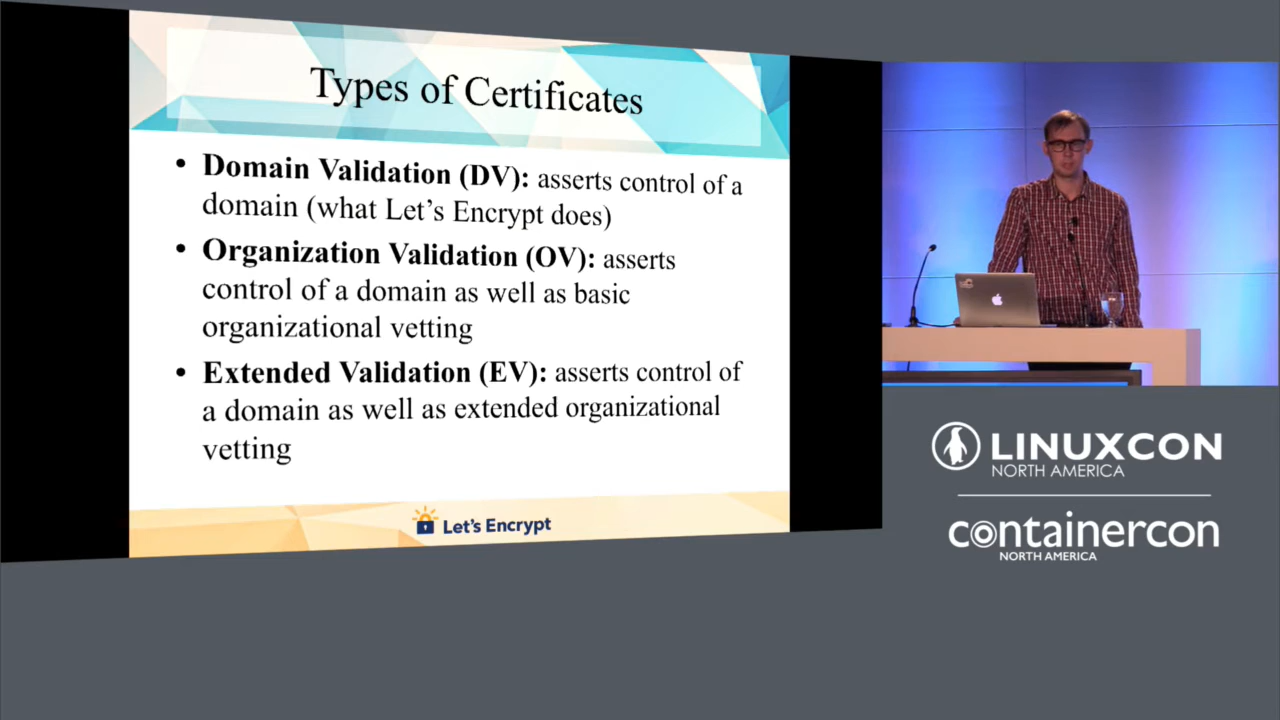 Types of Certificates
• Domain Validation (DV): asserts control of a
domain (what Let's Encrypt does)
• Organization Validation (OV): asserts
control of a domain as well as basic
organizational vetting
• Extended Validation (EV): asserts control of
a domain as well as extended organizational
vetting
Let's Encrypt
LINUXCON
NORTH AMERICA
containercon
NORTH AMERICA